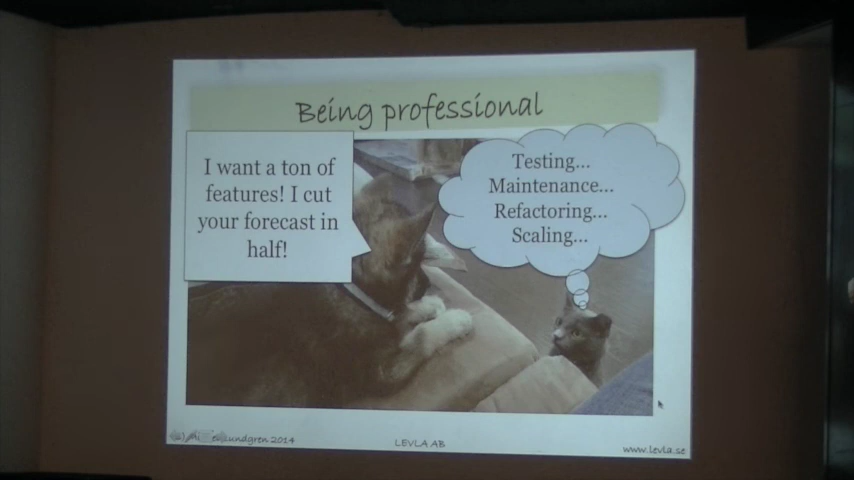 Being professional
I want a ton of
features! I cut
your forecast in
half!
Testing...
Maintenance...
Refactoring...
Scaling...
Lundgren 2014
LEVLA AB
www.levla.se